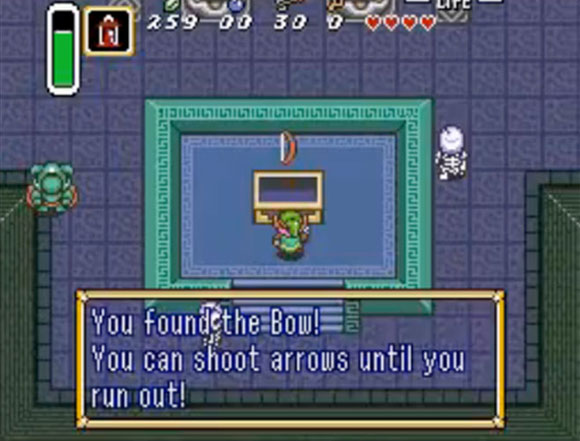 — LIFE —
259 00 30 0
You found the Bow!
You can shoot arrows until you
run out!